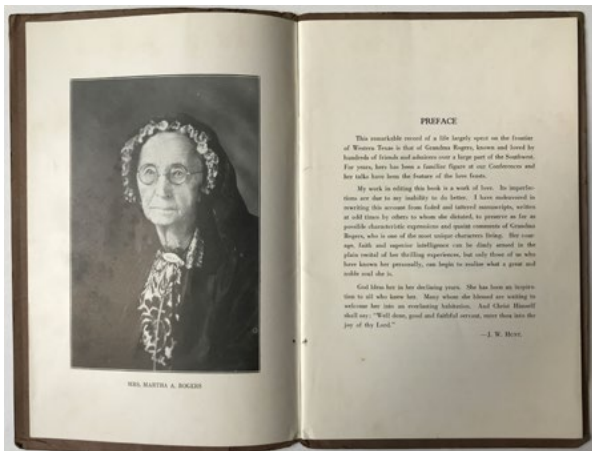 MRS. MARTHA A. ROGERS
PREFACE
This remarkable record of a life largely spent on the frontier
of Western Texas is that of Grandma Rogers, known and loved by
hundreds of friends and admirers over a large part of the Southwest.
For years, hers has been a familiar figure at our Conferences and
her talks have been the feature of the love feasts.
My work in editing this book is a work of love. Its imperfec-
tions are due to my inability to do better. I have endeavored in
rewriting this account from faded and tattered manuscripts, written
at odd times by others to whom she dictated, to preserve as far as
possible characteristic expressions and quaint comments of Grandma
Rogers, who is one of the most unique characters living. Her cour-
age, faith and superior intelligence can be dimly sensed in the
plain recital of her thrilling experiences, but only those of us who
have known her personally, can begin to realize what a great and
noble soul she is.
God bless her in her declining years. She has been an inspira-
tion to all who knew her. Many whom she blessed are waiting to
welcome her into an everlasting habitation. And Christ Himself
shall say: "Well done, good and faithful servant, enter thou into the
joy of thy Lord."
—J. W. Hunt.